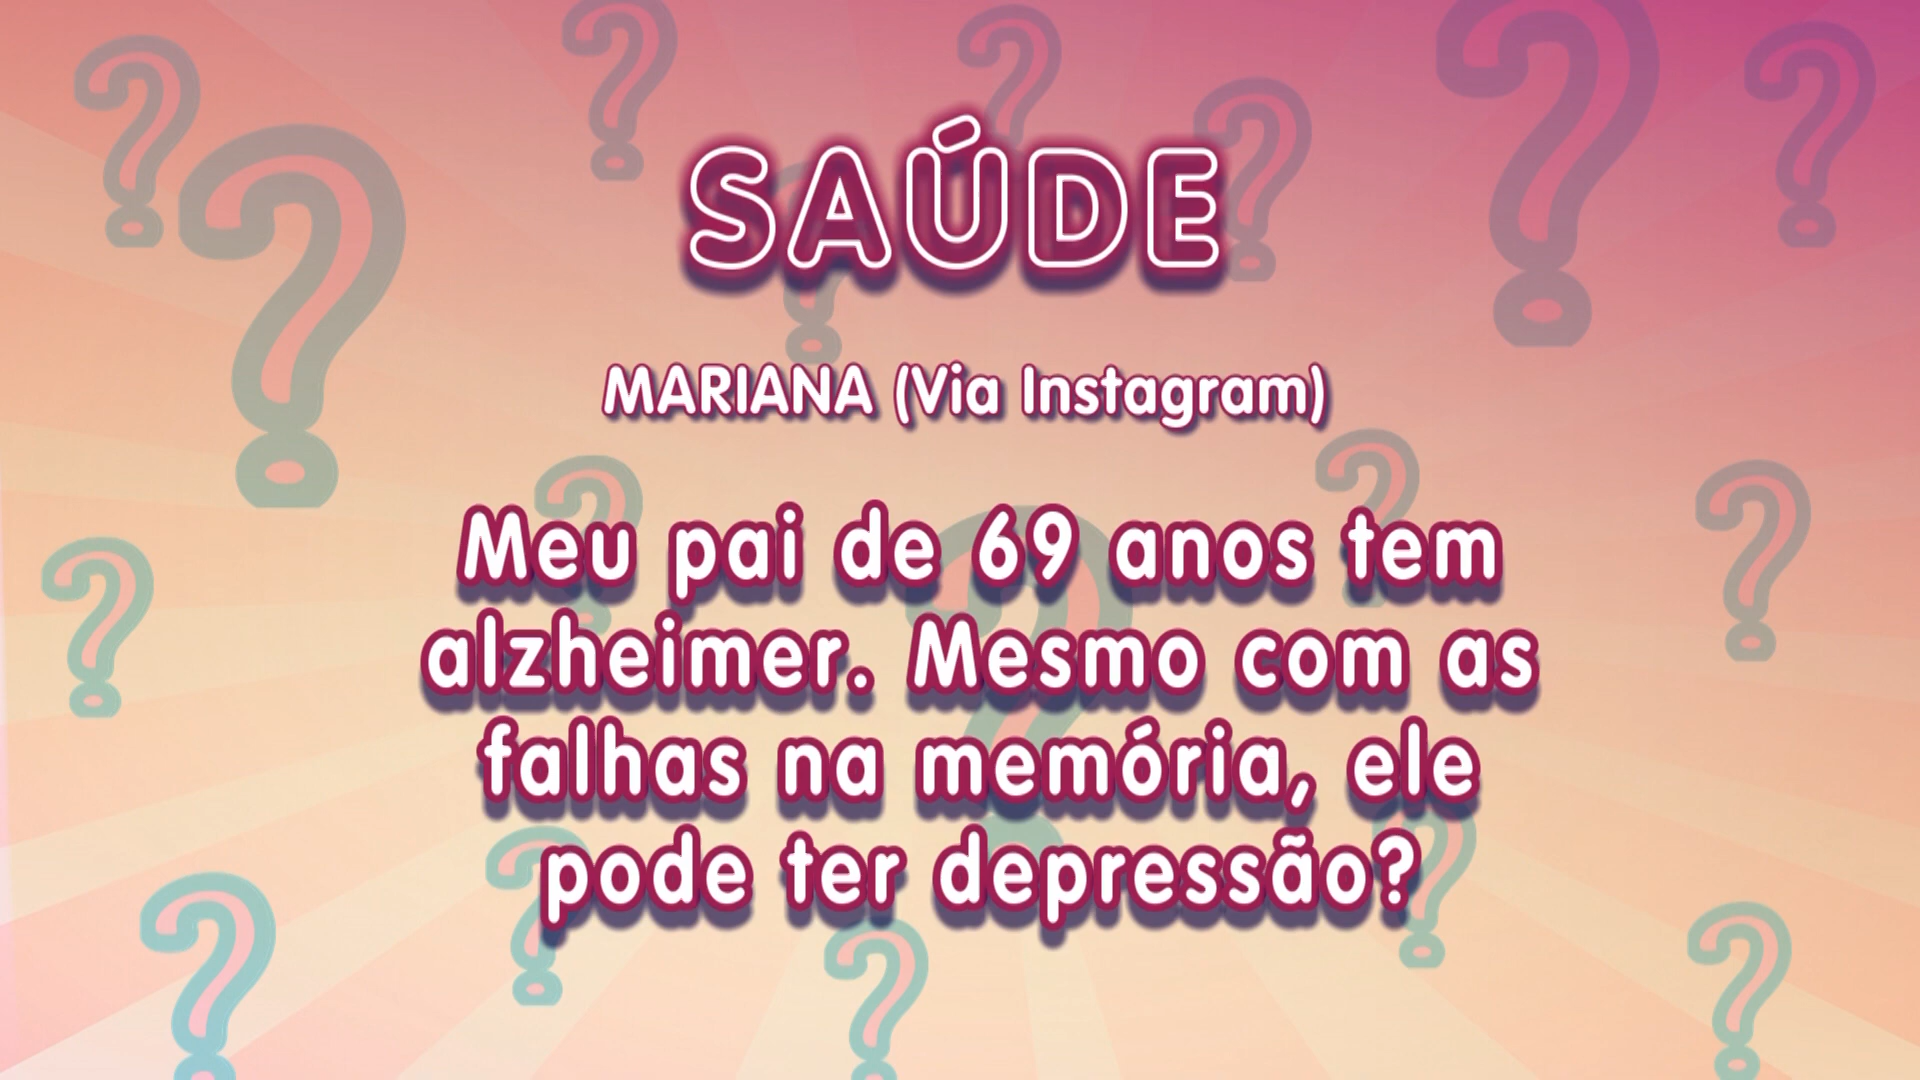 SAÚDE
MARIANA (Via Instagram)
Meu pai de 69 anos tem
alzheimer. Mesmo com as
falhas na memória, ele
pode ter depressão?